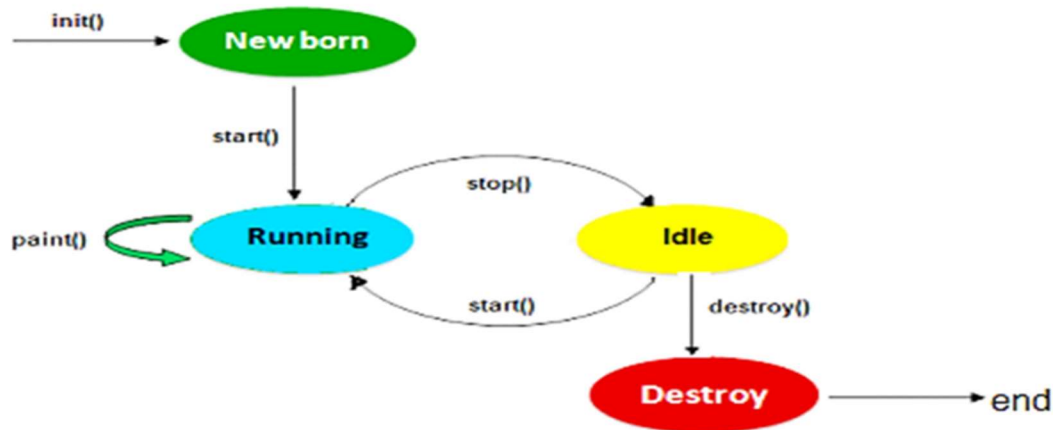 init()
New born
start()
stop()
paint()
Running
Idle
start()
destroy()
Destroy
end